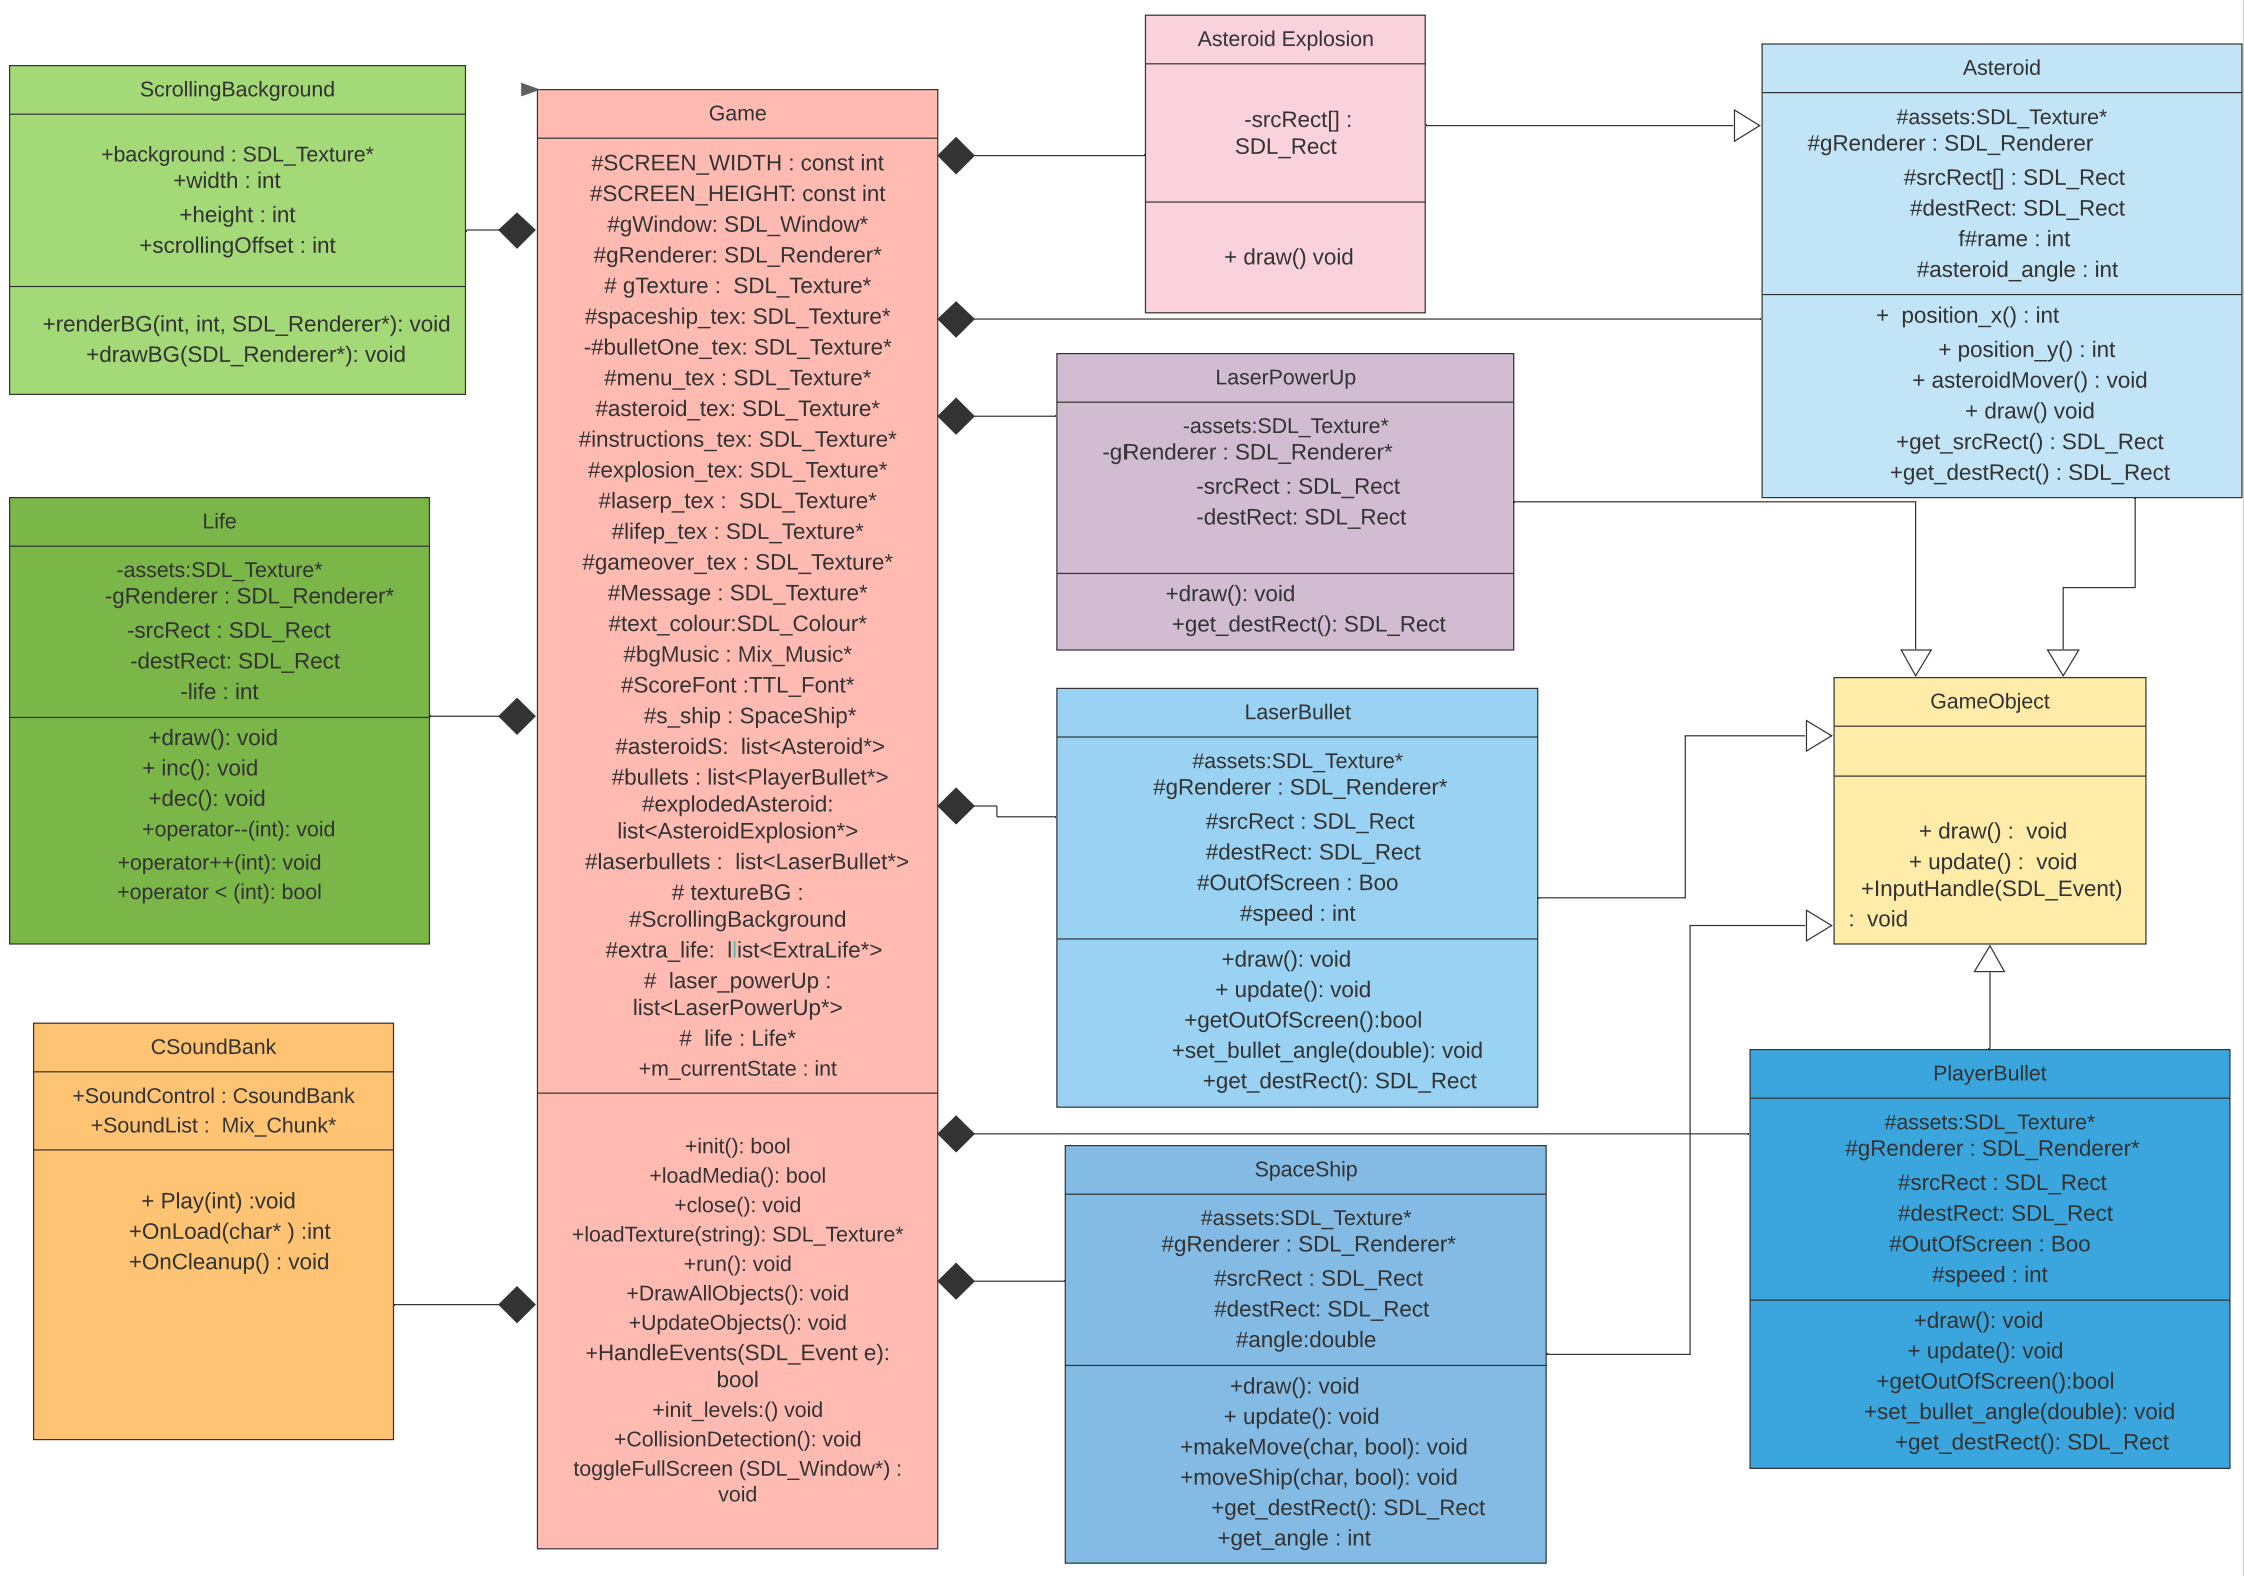 ScrollingBackground
+background : SDL_Texture*
+width : int
+height : int
+scrollingOffset : int
+renderBG(int, int, SDL_Renderer*): void
+drawBG(SDL_Renderer*): void
Life
-assets:SDL_Texture*
-gRenderer : SDL_Renderer*
-srcRect : SDL_Rect
-destRect: SDL_Rect
-life : int
+draw(): void
+ inc(): void
+dec(): void
+operator--(int): void
+operator++(int): void
+operator < (int): bool
CSoundBank
+SoundControl : CsoundBank
+SoundList :  Mix_Chunk*
+ Play(int) :void
+OnLoad(char* ) :int
+OnCleanup() : void
Game
#SCREEN_WIDTH : const int
#SCREEN_HEIGHT: const int
#gWindow: SDL_Window*
#gRenderer: SDL_Renderer*
# gTexture :  SDL_Texture*
#spaceship_tex: SDL_Texture*
-#bulletOne_tex: SDL_Texture*
#menu_tex : SDL_Texture*
#asteroid_tex: SDL_Texture*
#instructions_tex: SDL_Texture*
#explosion_tex: SDL_Texture*
#laserp_tex :  SDL_Texture*
#lifep_tex : SDL_Texture*
#gameover_tex : SDL_Texture*
#Message : SDL_Texture*
#text_colour:SDL_Colour*
#bgMusic : Mix_Music*
#ScoreFont :TTL_Font*
#s_ship : SpaceShip*
#asteroidS:  list<Asteroid*>
#bullets : list<PlayerBullet*>
#explodedAsteroid:
list<AsteroidExplosion*>
#laserbullets :  list<LaserBullet*>
# textureBG :
#ScrollingBackground
#extra_life:  llist<ExtraLife*>
#  laser_powerUp :
list<LaserPowerUp*>
#  life : Life*
+m_currentState : int
+init(): bool
+loadMedia(): bool
+close(): void
+loadTexture(string): SDL_Texture*
+run(): void
+DrawAllObjects(): void
+UpdateObjects(): void
+HandleEvents(SDL_Event e):
bool
+init_levels:() void
+CollisionDetection(): void
toggleFullScreen (SDL_Window*) :
void
Asteroid Explosion
-srcRect[] :
SDL_Rect
+ draw() void
LaserPowerUp
-assets:SDL_Texture*
-gRenderer : SDL_Renderer*
-srcRect : SDL_Rect
-destRect: SDL_Rect
+draw(): void
+get_destRect(): SDL_Rect
LaserBullet
#assets:SDL_Texture*
#gRenderer : SDL_Renderer*
#srcRect : SDL_Rect
#destRect: SDL_Rect
#OutOfScreen : Boo
#speed : int
+draw(): void
+ update(): void
+getOutOfScreen():bool
+set_bullet_angle(double): void
+get_destRect(): SDL_Rect
SpaceShip
#assets:SDL_Texture*
#gRenderer : SDL_Renderer*
#srcRect : SDL_Rect
#destRect: SDL_Rect
#angle:double
+draw(): void
+ update(): void
+makeMove(char, bool): void
+moveShip(char, bool): void
+get_destRect(): SDL_Rect
+get_angle : int
Asteroid
#assets:SDL_Texture*
#gRenderer : SDL_Renderer
#srcRect[] : SDL_Rect
#destRect: SDL_Rect
f#rame : int
#asteroid_angle : int
+  position_x() : int
+ position_y() : int
+ asteroidMover() : void
+ draw() void
+get_srcRect() : SDL_Rect
+get_destRect() : SDL_Rect
GameObject
+ draw() :  void
+ update() :  void
+InputHandle(SDL_Event)
:  void
PlayerBullet
#assets:SDL_Texture*
#gRenderer : SDL_Renderer*
#srcRect : SDL_Rect
#destRect: SDL_Rect
#OutOfScreen : Boo
#speed : int
+draw(): void
+ update(): void
+getOutOfScreen():bool
+set_bullet_angle(double): void
+get_destRect(): SDL_Rect